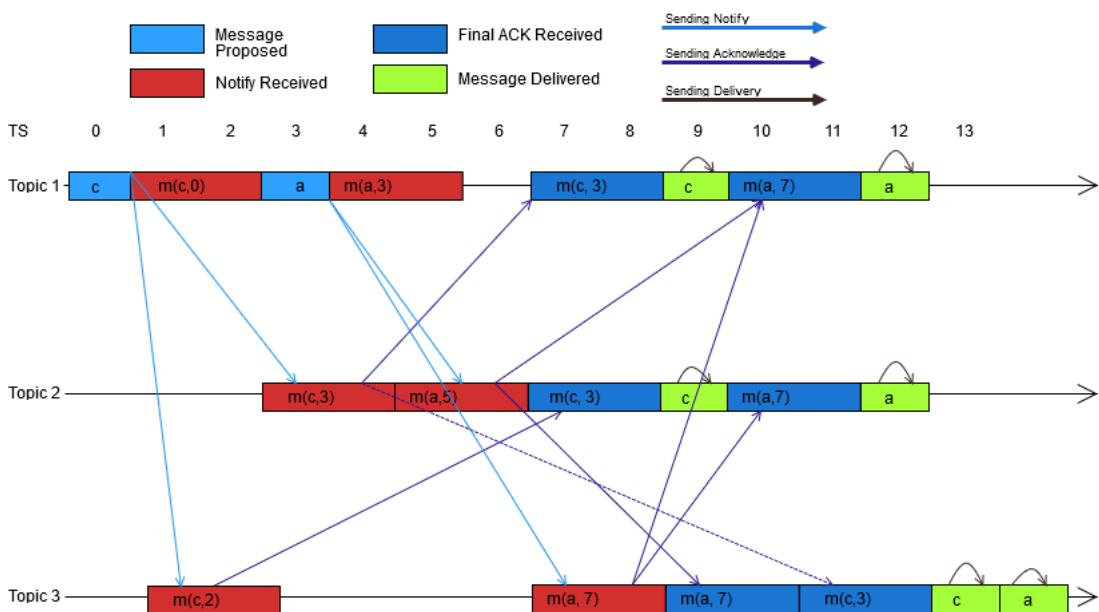 Message
Proposed
Notify Received
Final ACK Received
Message Delivered
Sending Notify
Sending Acknowledge
Sending Delivery
TS 0 1 2 3 4 5 6 7 8 9 10 11 12 13
Topic 1 c m(c,0) a m(a,3) m(c, 3) c m(a, 7) a
Topic 2 m(c,3) m(a,5) m(c, 3) c m(a,7) a
Topic 3 m(c,2) m(a, 7) m(a, 7) m(c,3) c a